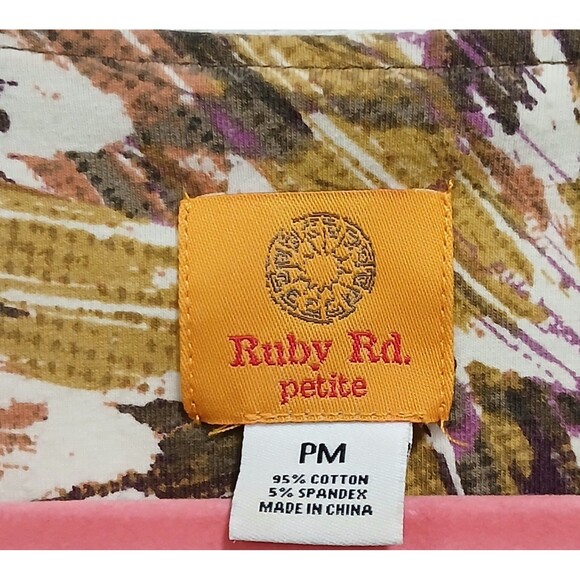 Ruby Rd.
petite
PM
95% COTTON
5% SPANDEX
MADE IN CHINA